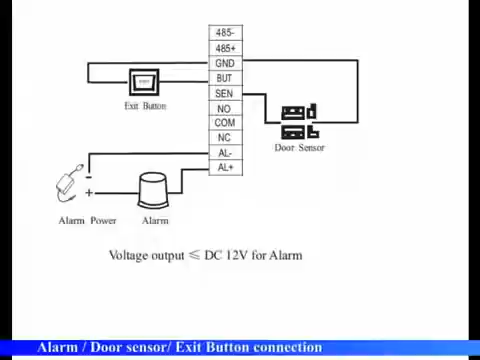 485-
485+
GND
BUT
SEN
NO
COM
NC
AL-
AL+
Exit Button
Door Sensor
-
+
Alarm Power
Alarm
Voltage output ≤ DC 12V for Alarm
Alarm / Door sensor/ Exit Button connection